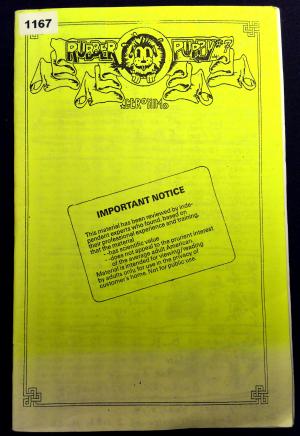 1167
RUBBER PUPPY #3
IMPORTANT NOTICE
This material has been reviewed by inde-
pendent experts who found, based on
their professional experience and training,
that the material
--has scientific value
--does not appeal to the prurient interest
of the average adult American.
Material is intended for viewing/reading
by adults only, for use in the privacy of
customer's home. Not for public use.